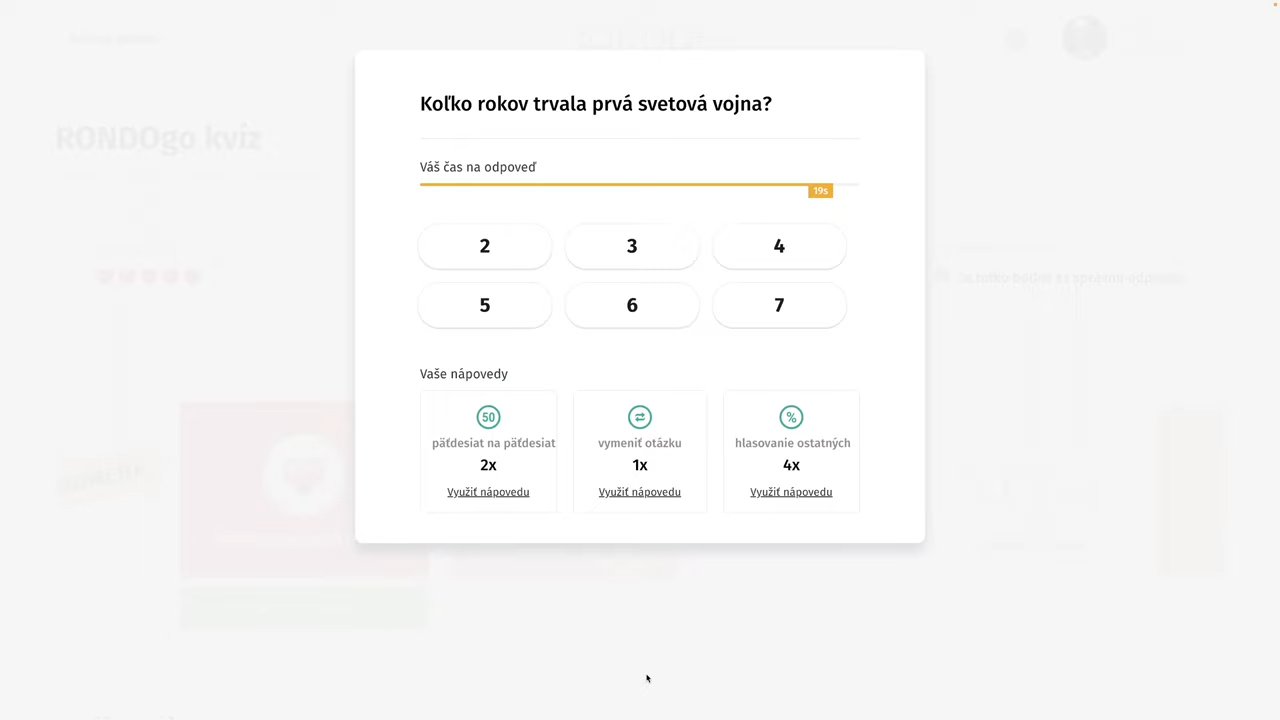 RONDOgo kvíz
Koľko rokov trvala prvá svetová vojna?
Váš čas na odpoveď
19s
2
3
4
5
6
7
Vaše nápovedy
50
päťdesiat na päťdesiat
2x
Využiť nápovedu
vymeniť otázku
1x
Využiť nápovedu
%
hlasovanie ostatných
4x
Využiť nápovedu